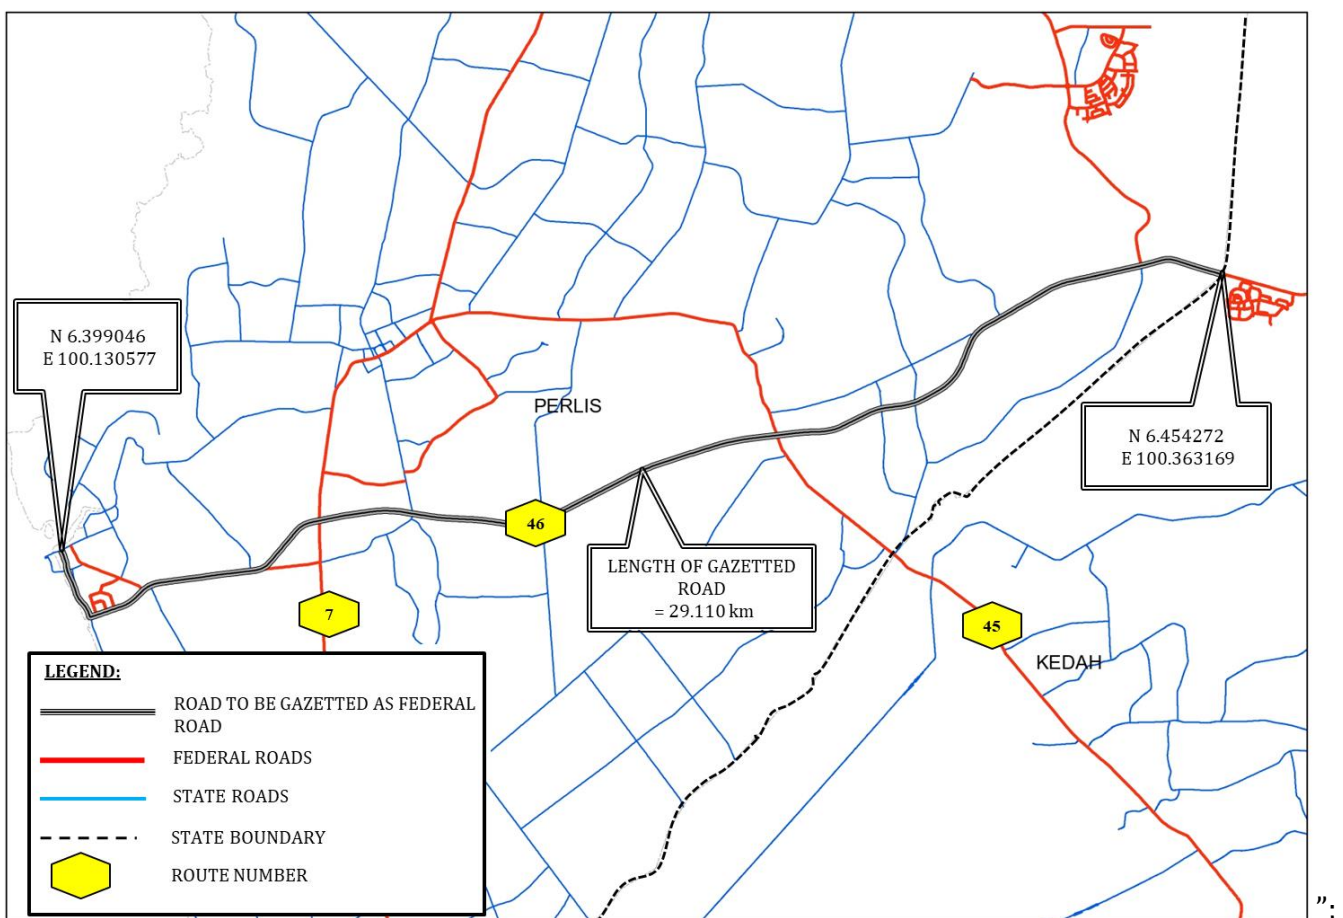 N 6.399046
E 100.130577
PERLIS
N 6.454272
E 100.363169
46
LENGTH OF GAZETTED
ROAD
= 29.110 km
7
45
KEDAH
LEGEND:
ROAD TO BE GAZETTED AS FEDERAL
ROAD
FEDERAL ROADS
STATE ROADS
STATE BOUNDARY
ROUTE NUMBER
”;